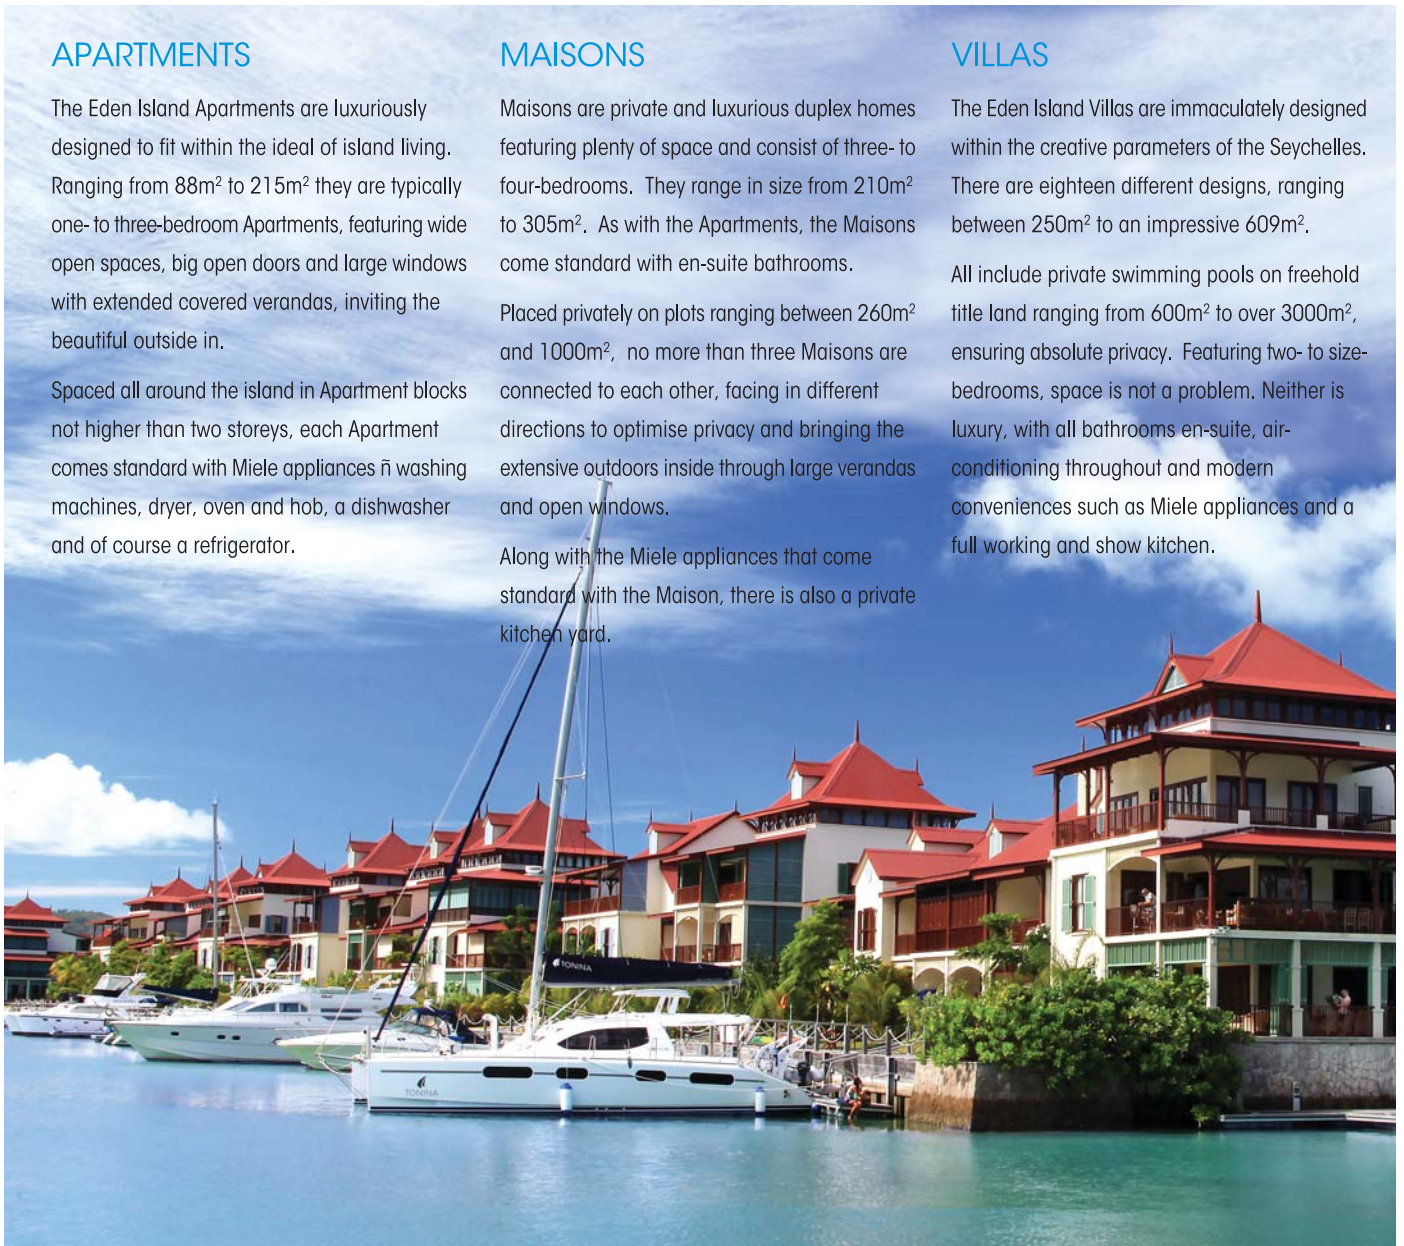 APARTMENTS
The Eden Island Apartments are luxuriously
designed to fit within the ideal of island living.
Ranging from 88m² to 215m² they are typically
one- to three-bedroom Apartments, featuring wide
open spaces, big open doors and large windows
with extended covered verandas, inviting the
beautiful outside in.
Spaced all around the island in Apartment blocks
not higher than two storeys, each Apartment
comes standard with Miele appliances ñ washing
machines, dryer, oven and hob, a dishwasher
and of course a refrigerator.
MAISONS
Maisons are private and luxurious duplex homes
featuring plenty of space and consist of three- to
four-bedrooms. They range in size from 210m²
to 305m². As with the Apartments, the Maisons
come standard with en-suite bathrooms.
Placed privately on plots ranging between 260m²
and 1000m², no more than three Maisons are
connected to each other, facing in different
directions to optimise privacy and bringing the
extensive outdoors inside through large verandas
and open windows.
Along with the Miele appliances that come
standard with the Maison, there is also a private
kitchen yard.
VILLAS
The Eden Island Villas are immaculately designed
within the creative parameters of the Seychelles.
There are eighteen different designs, ranging
between 250m² to an impressive 609m².
All include private swimming pools on freehold
title land ranging from 600m² to over 3000m²,
ensuring absolute privacy. Featuring two- to size-
bedrooms, space is not a problem. Neither is
luxury, with all bathrooms en-suite, air-
conditioning throughout and modern
conveniences such as Miele appliances and a
full working and show kitchen.
TONINA
TONINA